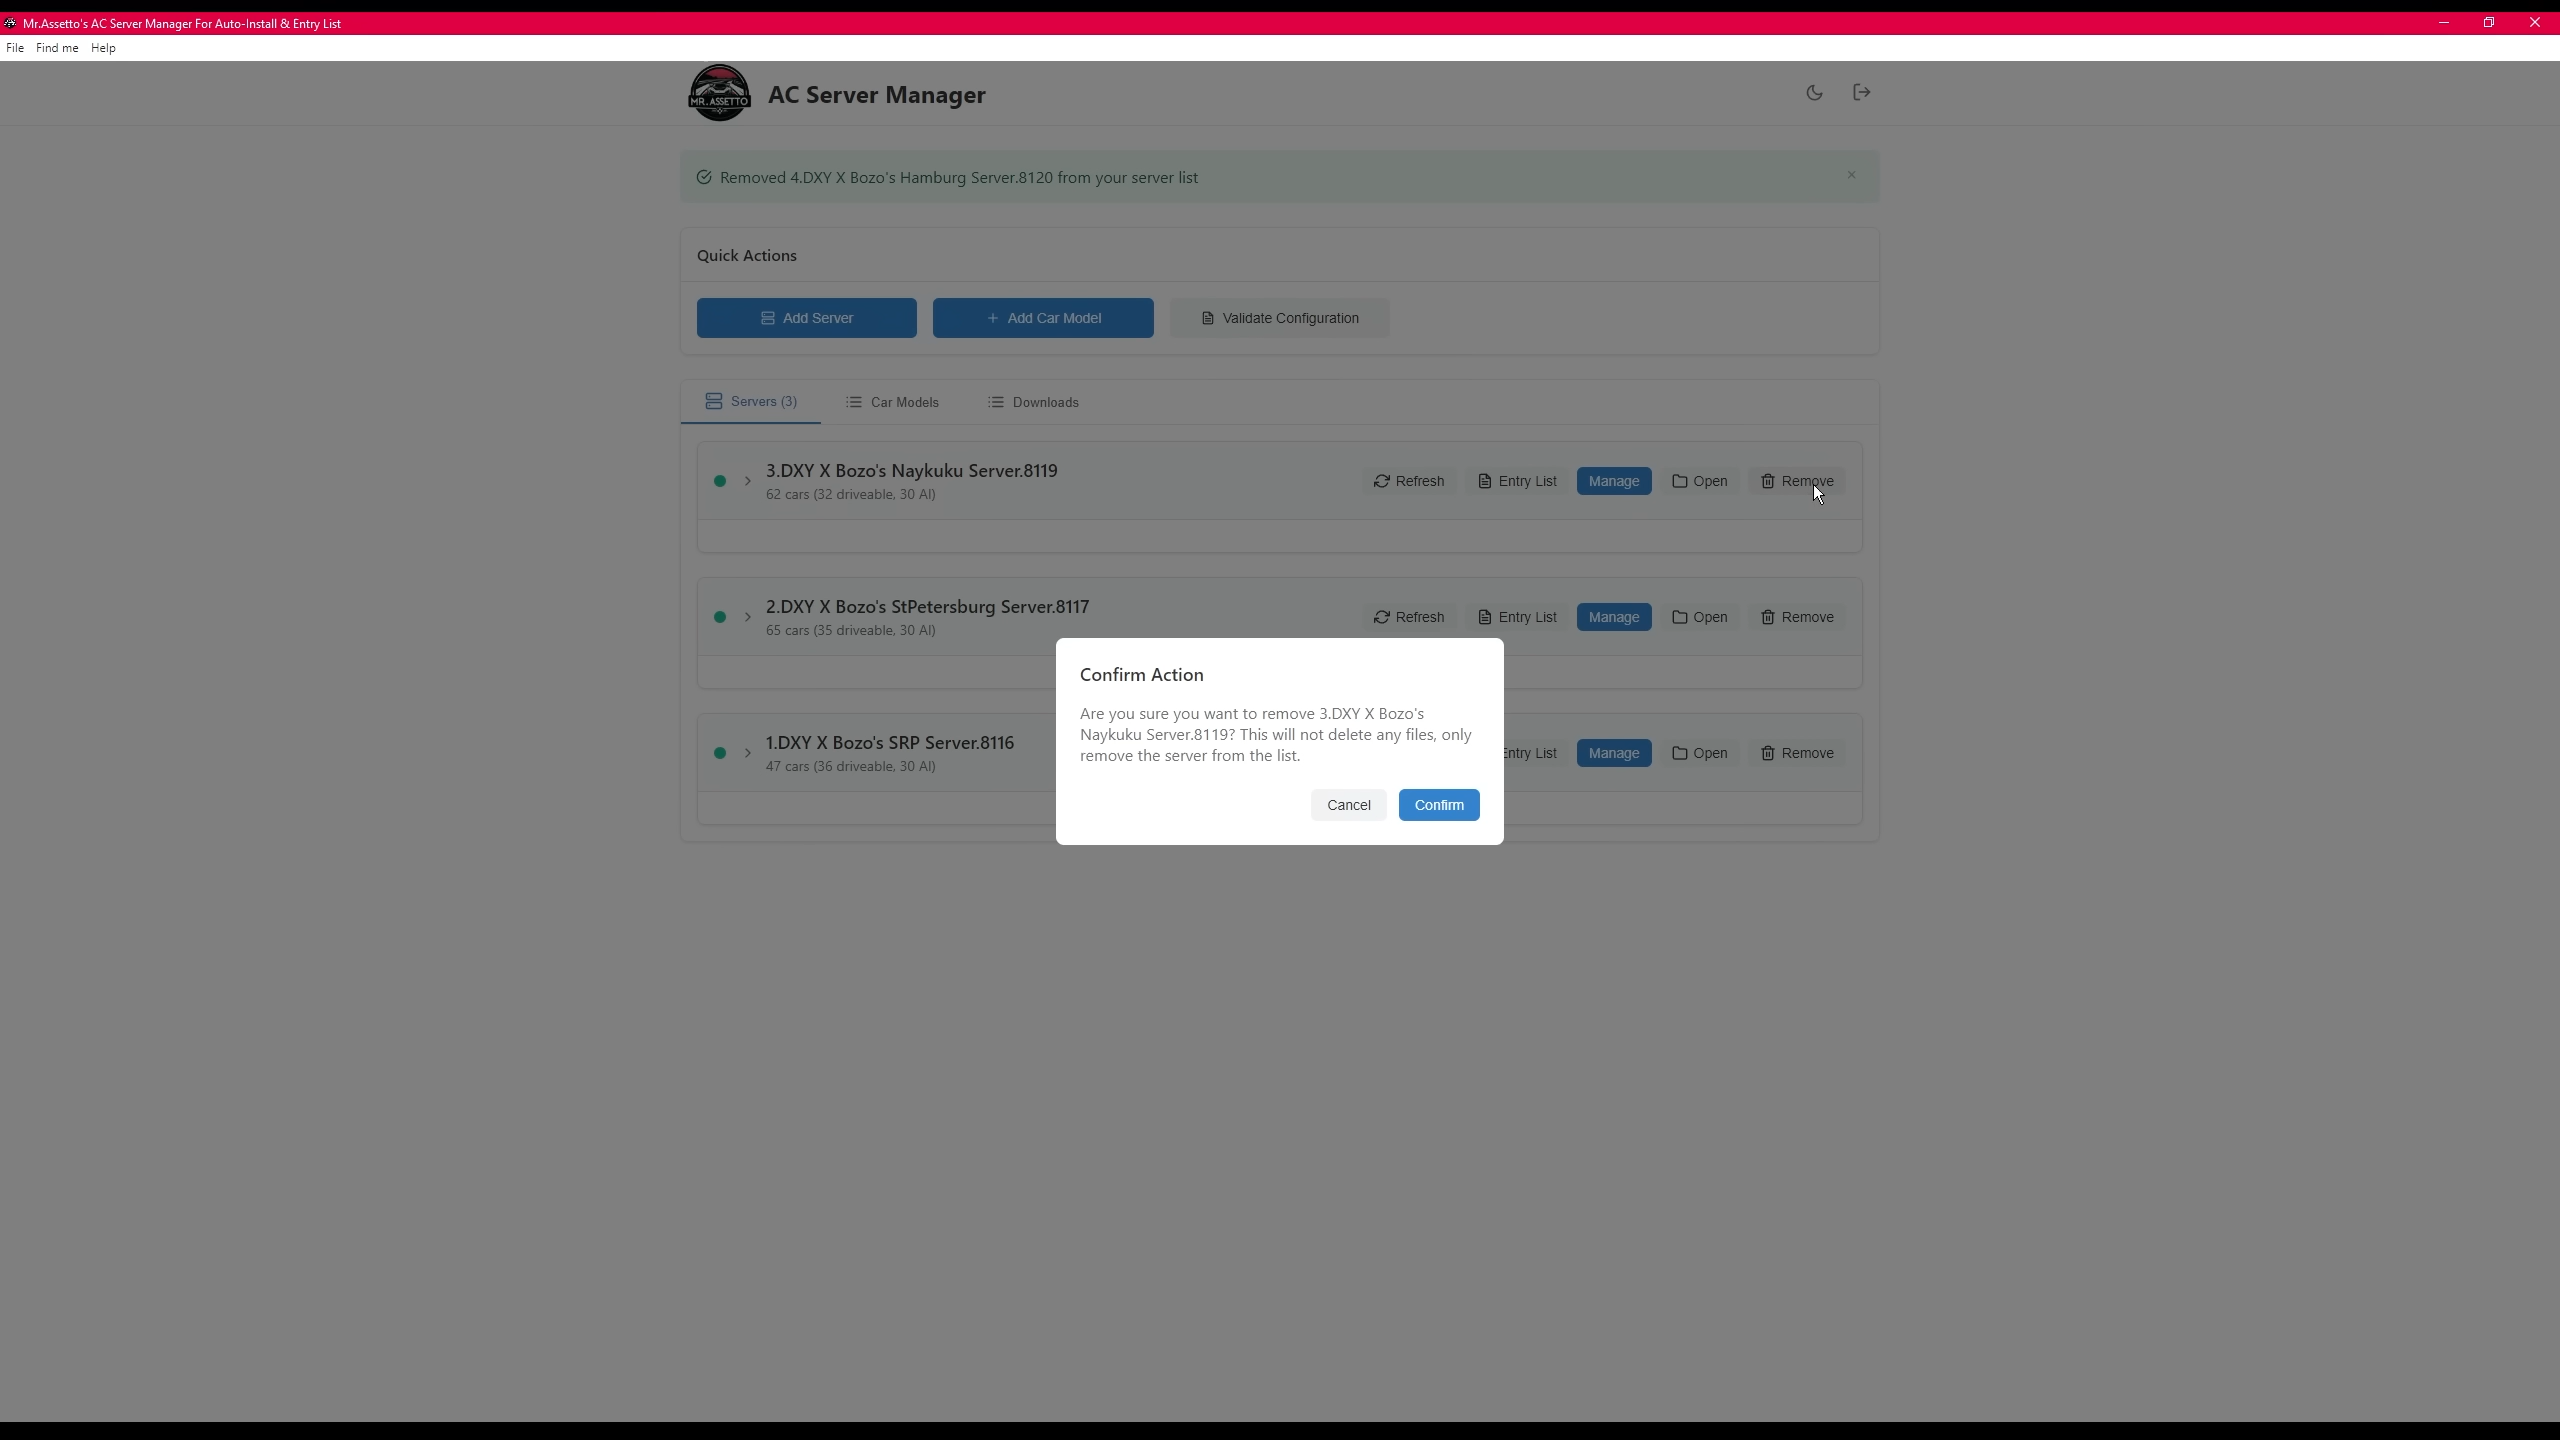 Mr.Assetto's AC Server Manager For Auto-Install & Entry List
File Find me Help
MR. ASSETTO
AC Server Manager
Removed 4.DXY X Bozo's Hamburg Server.8120 from your server list
Quick Actions
Add Server
Add Car Model
Validate Configuration
Servers (3)
Car Models
Downloads
3.DXY X Bozo's Naykuku Server.8119
62 cars (32 driveable, 30 AI)
Refresh Entry List Manage Open Remove
2.DXY X Bozo's StPetersburg Server.8117
65 cars (35 driveable, 30 AI)
Refresh Entry List Manage Open Remove
1.DXY X Bozo's SRP Server.8116
47 cars (36 driveable, 30 AI)
Entry List Manage Open Remove
Confirm Action
Are you sure you want to remove 3.DXY X Bozo's
Naykuku Server.8119? This will not delete any files, only
remove the server from the list.
Cancel Confirm